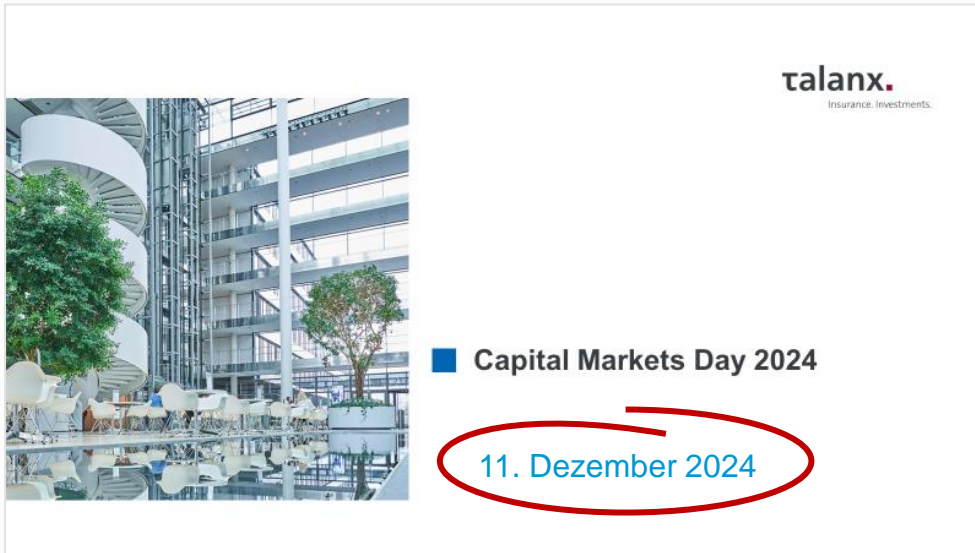 talanx.
Insurance. Investments.
Capital Markets Day 2024
11. Dezember 2024